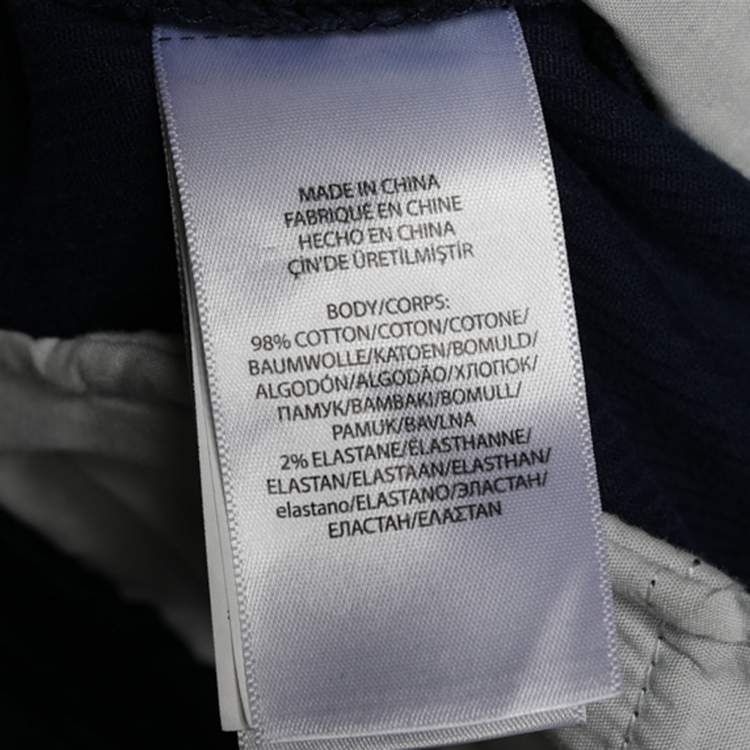 MADE IN CHINA
FABRIQUÉ EN CHINE
HECHO EN CHINA
ÇİN'DE ÜRETİLMİŞTİR
BODY/CORPS:
98% COTTON/COTON/COTONE/
BAUMWOLLE/KATOEN/BOMULD/
ALGODÓN/ALGODÃO/ХЛОПОК/
ПАМУК/ΒΑΜΒΑΚΙ/BOMULL/
PAMUK/BAVLNA
2% ELASTANE/ÉLASTHANNE/
ELASTAN/ELASTAAN/ELASTHAN/
elastano/ELASTANO/ЭЛАСТАН/
ЕЛАСТАН/ΕΛΑΣΤΑΝ